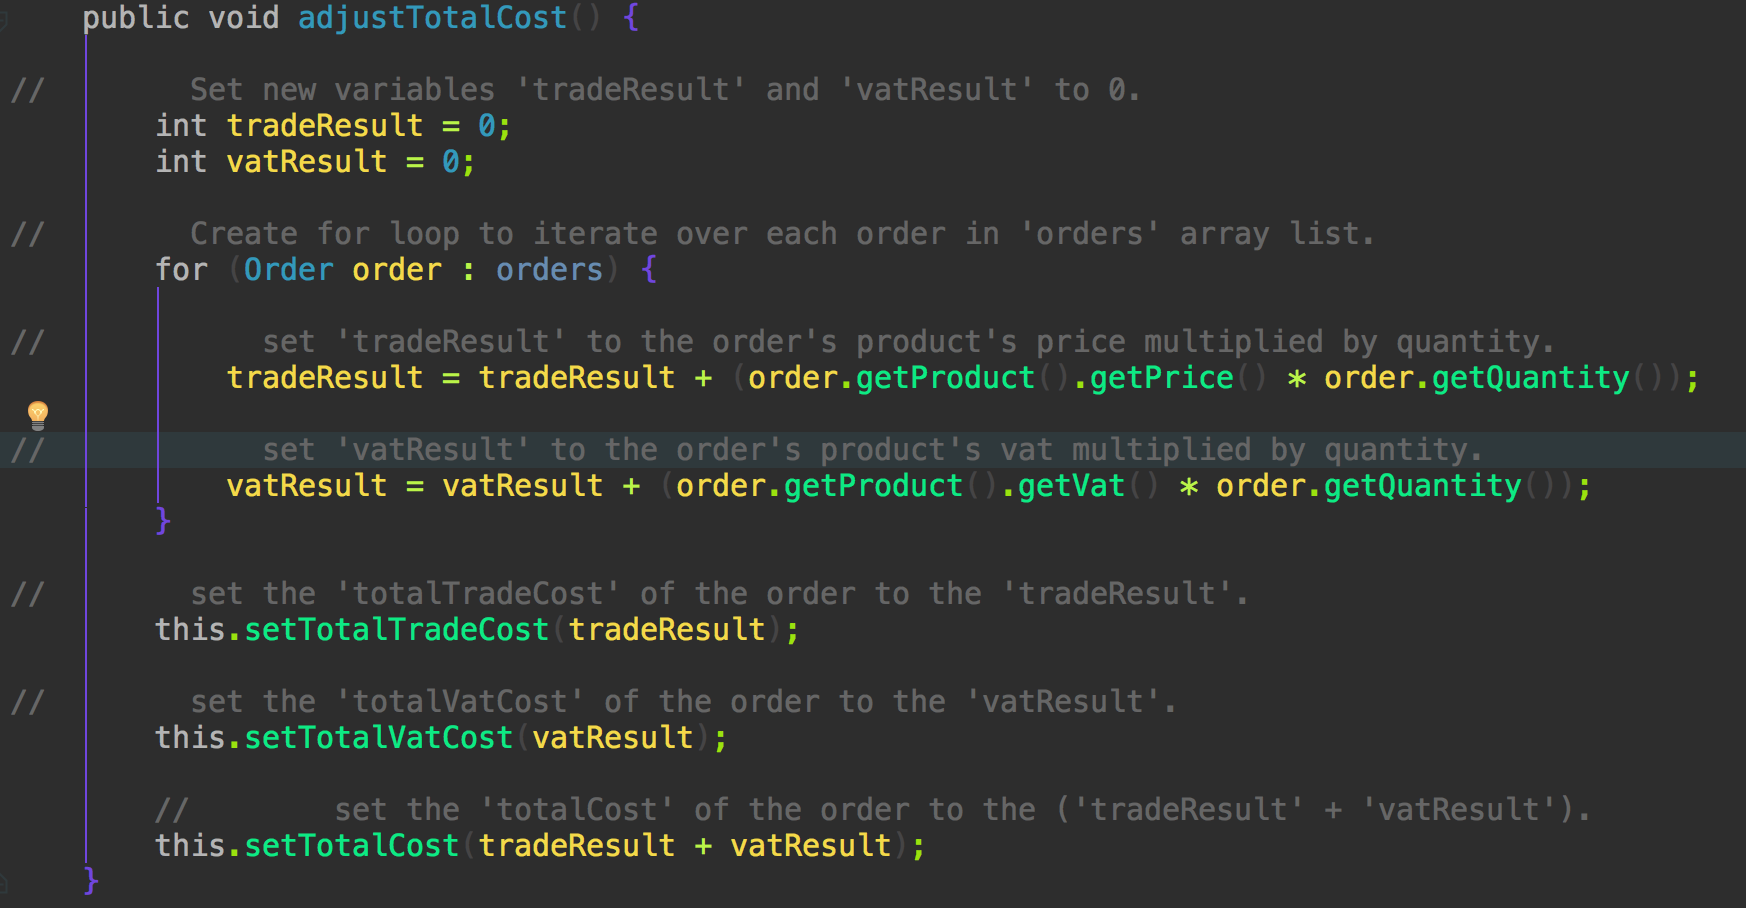 public void adjustTotalCost() {
//        Set new variables 'tradeResult' and 'vatResult' to 0.
int tradeResult = 0;
int vatResult = 0;
//        Create for loop to iterate over each order in 'orders' array list.
for (Order order : orders) {
//            set 'tradeResult' to the order's product's price multiplied by quantity.
tradeResult = tradeResult + (order.getProduct().getPrice() * order.getQuantity());
//            set 'vatResult' to the order's product's vat multiplied by quantity.
vatResult = vatResult + (order.getProduct().getVat() * order.getQuantity());
}
//        set the 'totalTradeCost' of the order to the 'tradeResult'.
this.setTotalTradeCost(tradeResult);
//        set the 'totalVatCost' of the order to the 'vatResult'.
this.setTotalVatCost(vatResult);
//        set the 'totalCost' of the order to the ('tradeResult' + 'vatResult').
this.setTotalCost(tradeResult + vatResult);
}